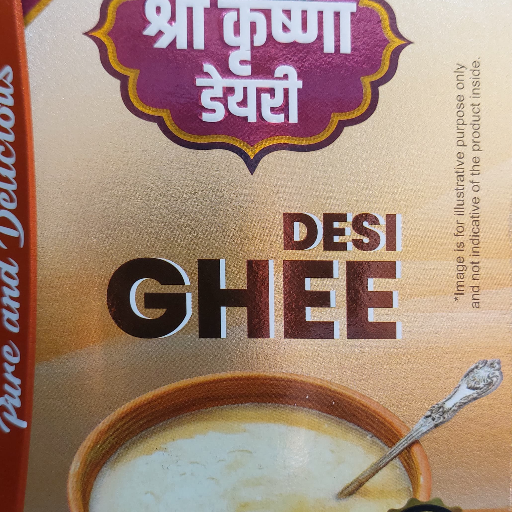 श्री कृष्णा
डेयरी
DESI
GHEE
*Image is for illustrative purpose only
and not indicative of the product inside.
Pure and Delicious